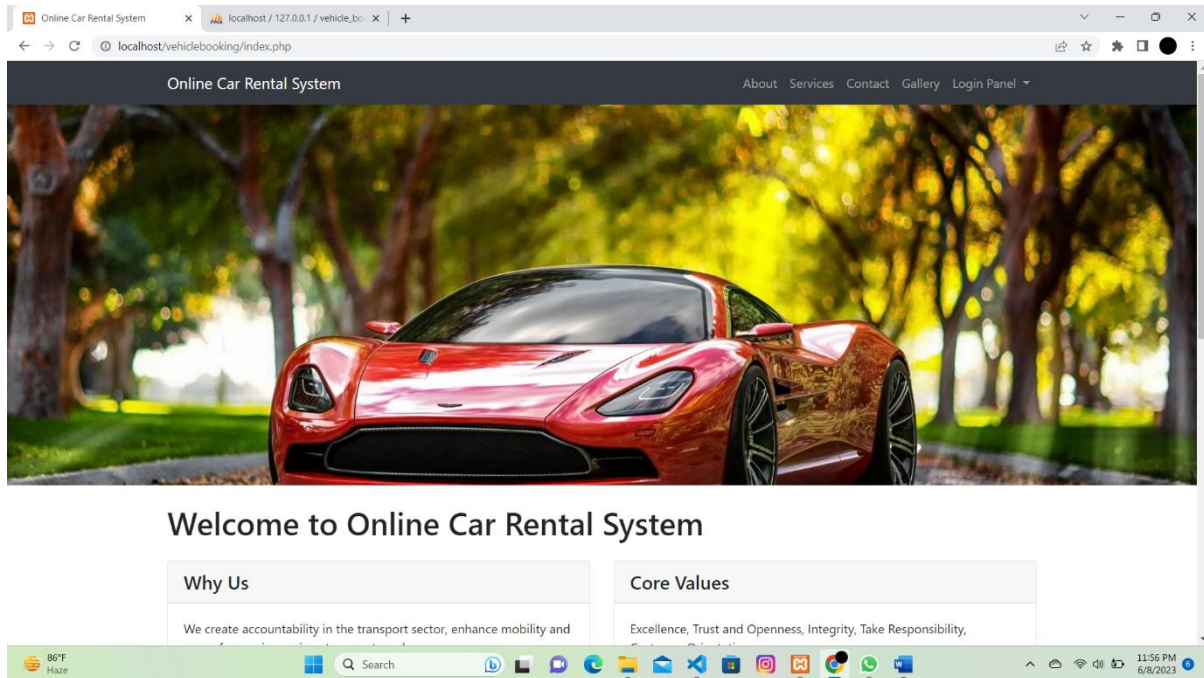 Online Car Rental System
localhost / 127.0.0.1 / vehicle_bo
localhost/vehiclebooking/index.php
Online Car Rental System
About Services Contact Gallery Login Panel
Welcome to Online Car Rental System
Why Us
We create accountability in the transport sector, enhance mobility and
Core Values
Excellence, Trust and Openness, Integrity, Take Responsibility,
86°F
Haze
Search
11:56 PM
6/8/2023
6